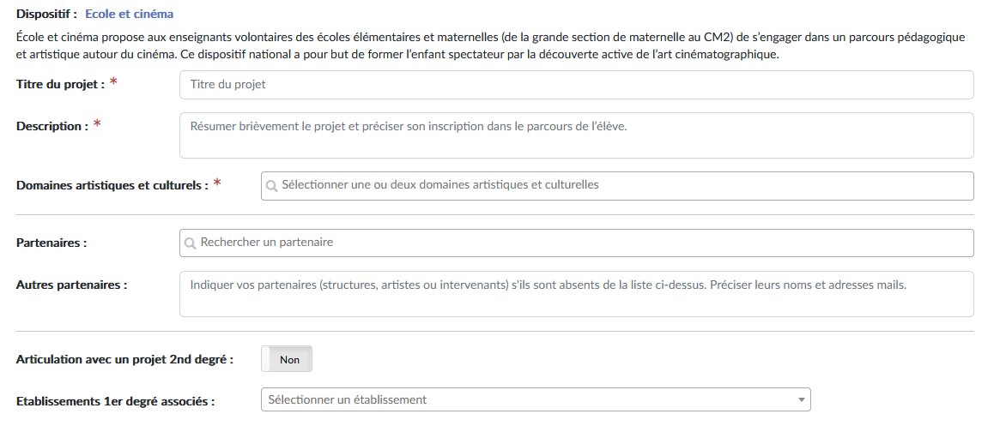 Dispositif : Ecole et cinéma
École et cinéma propose aux enseignants volontaires des écoles élémentaires et maternelles (de la grande section de maternelle au CM2) de s'engager dans un parcours pédagogique
et artistique autour du cinéma. Ce dispositif national a pour but de former l'enfant spectateur par la découverte active de l'art cinématographique.
Titre du projet : * Titre du projet
Description : * Résumer brièvement le projet et préciser son inscription dans le parcours de l'élève.
Domaines artistiques et culturels : * Sélectionner une ou deux domaines artistiques et culturelles
Partenaires : Rechercher un partenaire
Autres partenaires : Indiquer vos partenaires (structures, artistes ou intervenants) s'ils sont absents de la liste ci-dessus. Préciser leurs noms et adresses mails.
Articulation avec un projet 2nd degré : Non
Etablissements 1er degré associés : Sélectionner un établissement